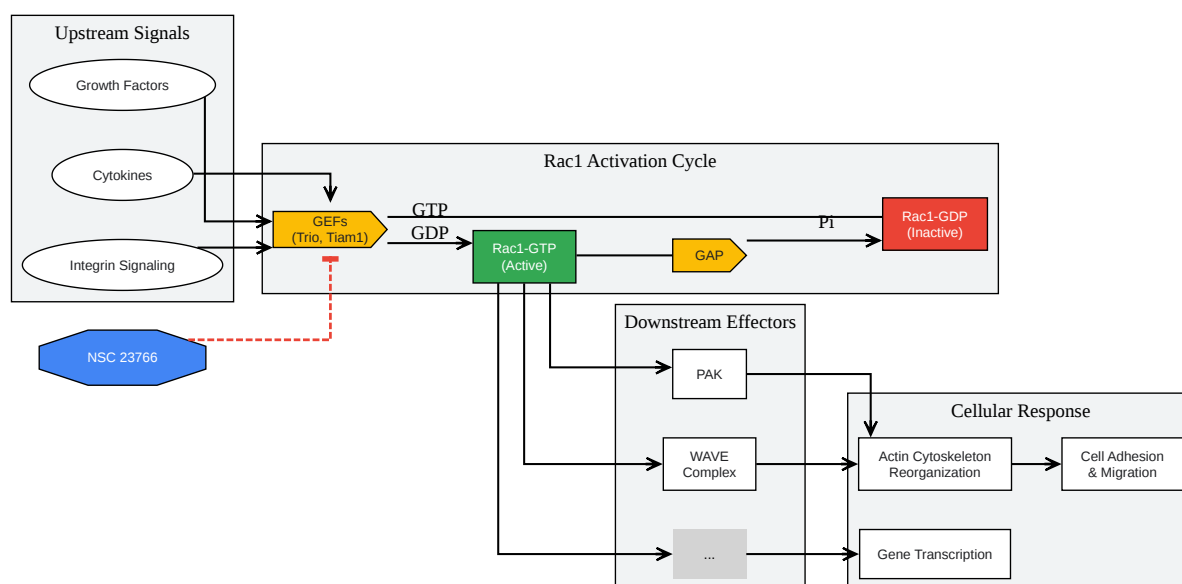 Upstream Signals
Growth Factors
Cytokines
Integrin Signaling
NSC 23766
Rac1 Activation Cycle
GEFs
(Trio, Tiam1)
GTP
GDP
Rac1-GTP
(Active)
GAP
Pi
Rac1-GDP
(Inactive)
Downstream Effectors
PAK
WAVE
Complex
...
Cellular Response
Actin Cytoskeleton
Reorganization
Cell Adhesion
& Migration
Gene Transcription